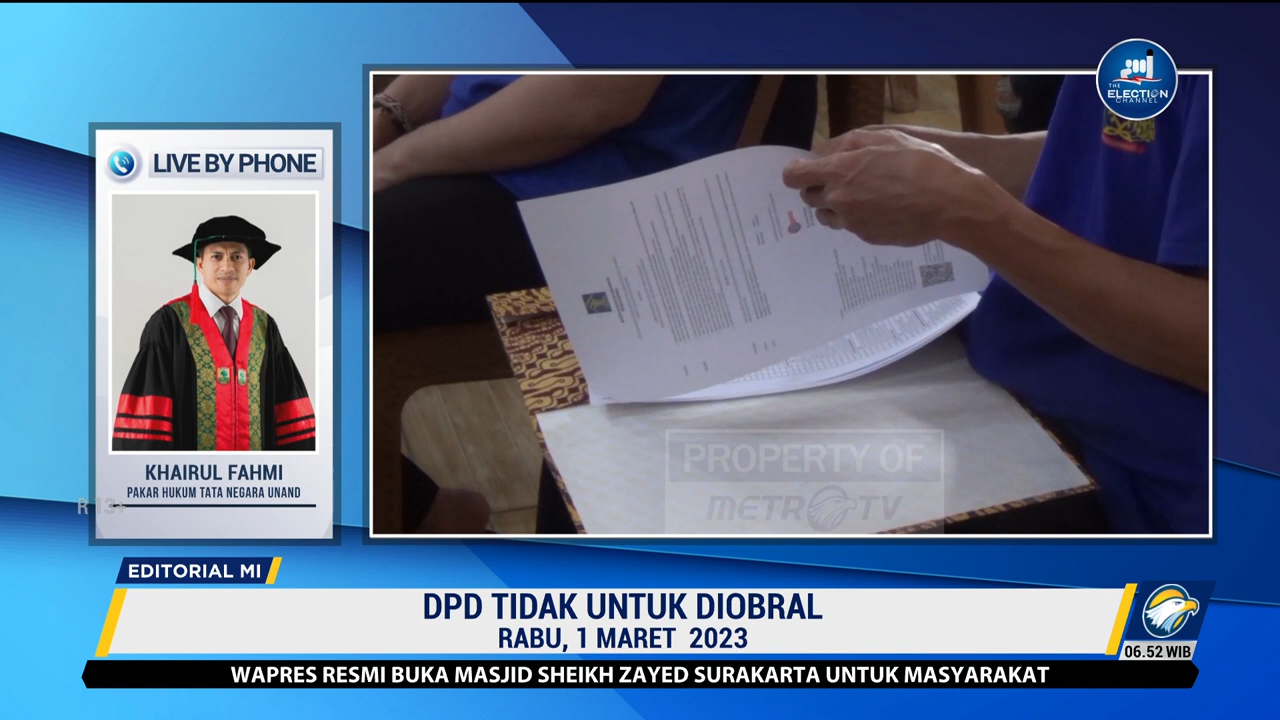 THE
ELECTION
CHANNEL
LIVE BY PHONE
KHAIRUL FAHMI
PAKAR HUKUM TATA NEGARA UNAND
R 13+
PROPERTY OF
METRO TV
EDITORIAL MI
DPD TIDAK UNTUK DIOBRAL
RABU, 1 MARET 2023
06.52 WIB
WAPRES RESMI BUKA MASJID SHEIKH ZAYED SURAKARTA UNTUK MASYARAKAT